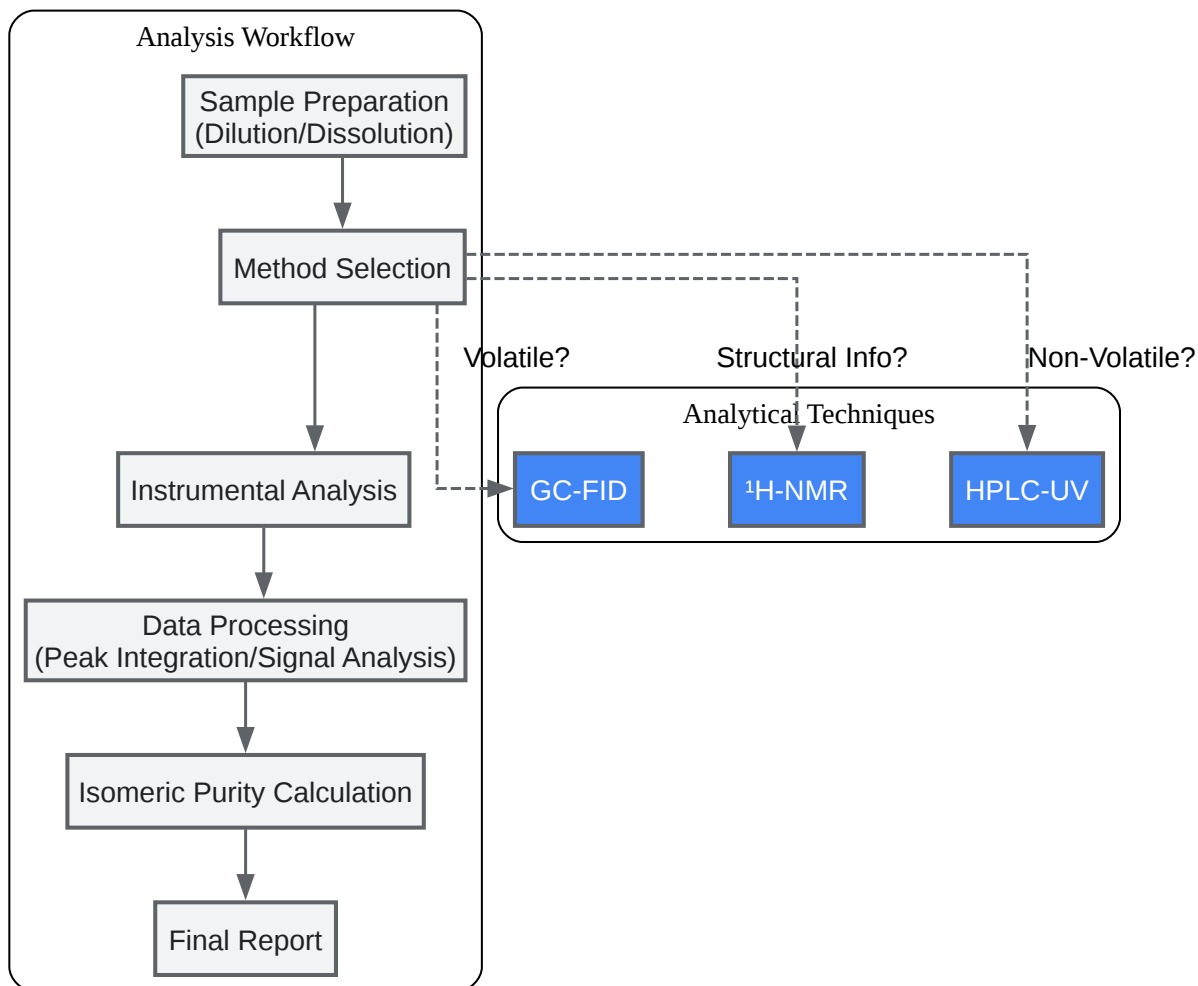 Analysis Workflow
Sample Preparation
(Dilution/Dissolution)
Method Selection
Volatile?
Structural Info?
Non-Volatile?
Analytical Techniques
Instrumental Analysis
GC-FID
¹H-NMR
HPLC-UV
Data Processing
(Peak Integration/Signal Analysis)
Isomeric Purity Calculation
Final Report